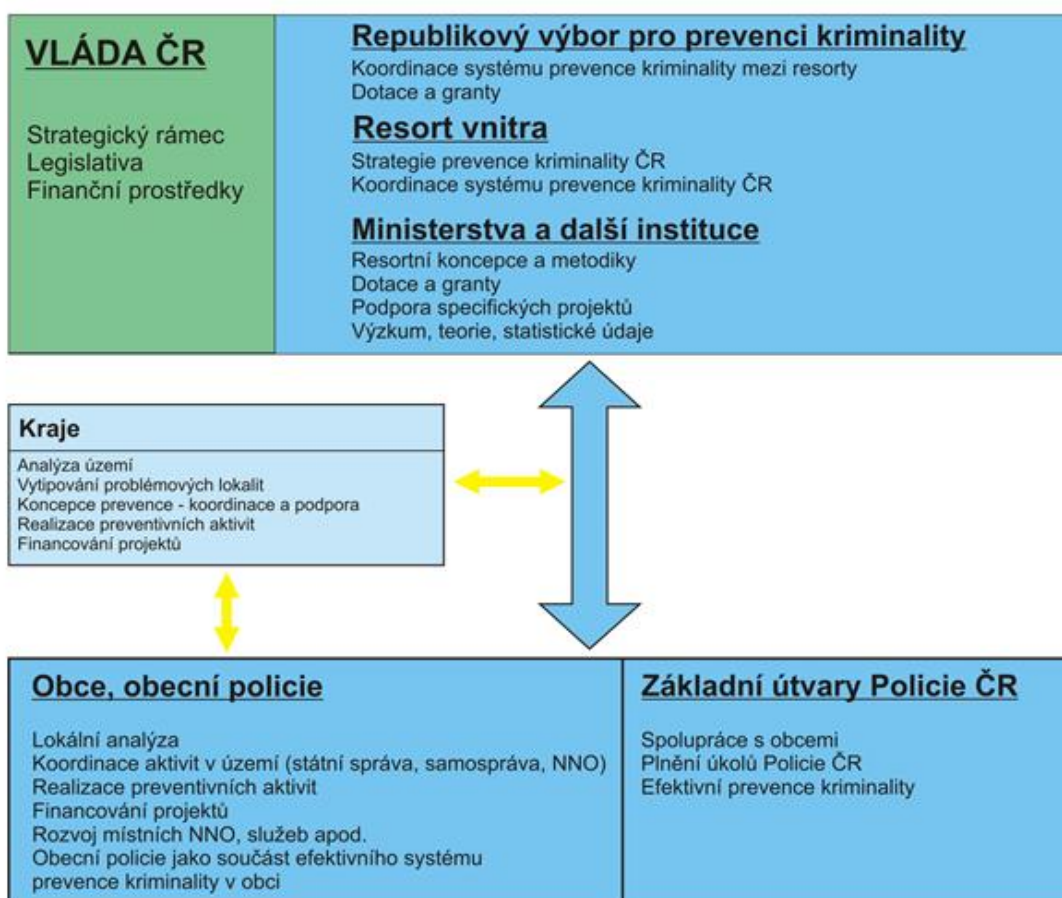 VLÁDA ČR
Strategický rámec
Legislativa
Finanční prostředky
Republikový výbor pro prevenci kriminality
Koordinace systému prevence kriminality mezi resorty
Dotace a granty
Resort vnitra
Strategie prevence kriminality ČR
Koordinace systému prevence kriminality ČR
Ministerstva a další instituce
Resortní koncepce a metodiky
Dotace a granty
Podpora specifických projektů
Výzkum, teorie, statistické údaje
Kraje
Analýza území
Vytipování problémových lokalit
Koncepce prevence - koordinace a podpora
Realizace preventivních aktivit
Financování projektů
Obce, obecní policie
Lokální analýza
Koordinace aktivit v území (státní správa, samospráva, NNO)
Realizace preventivních aktivit
Financování projektů
Rozvoj místních NNO, služeb apod.
Obecní policie jako součást efektivního systému
prevence kriminality v obci
Základní útvary Policie ČR
Spolupráce s obcemi
Plnění úkolů Policie ČR
Efektivní prevence kriminality